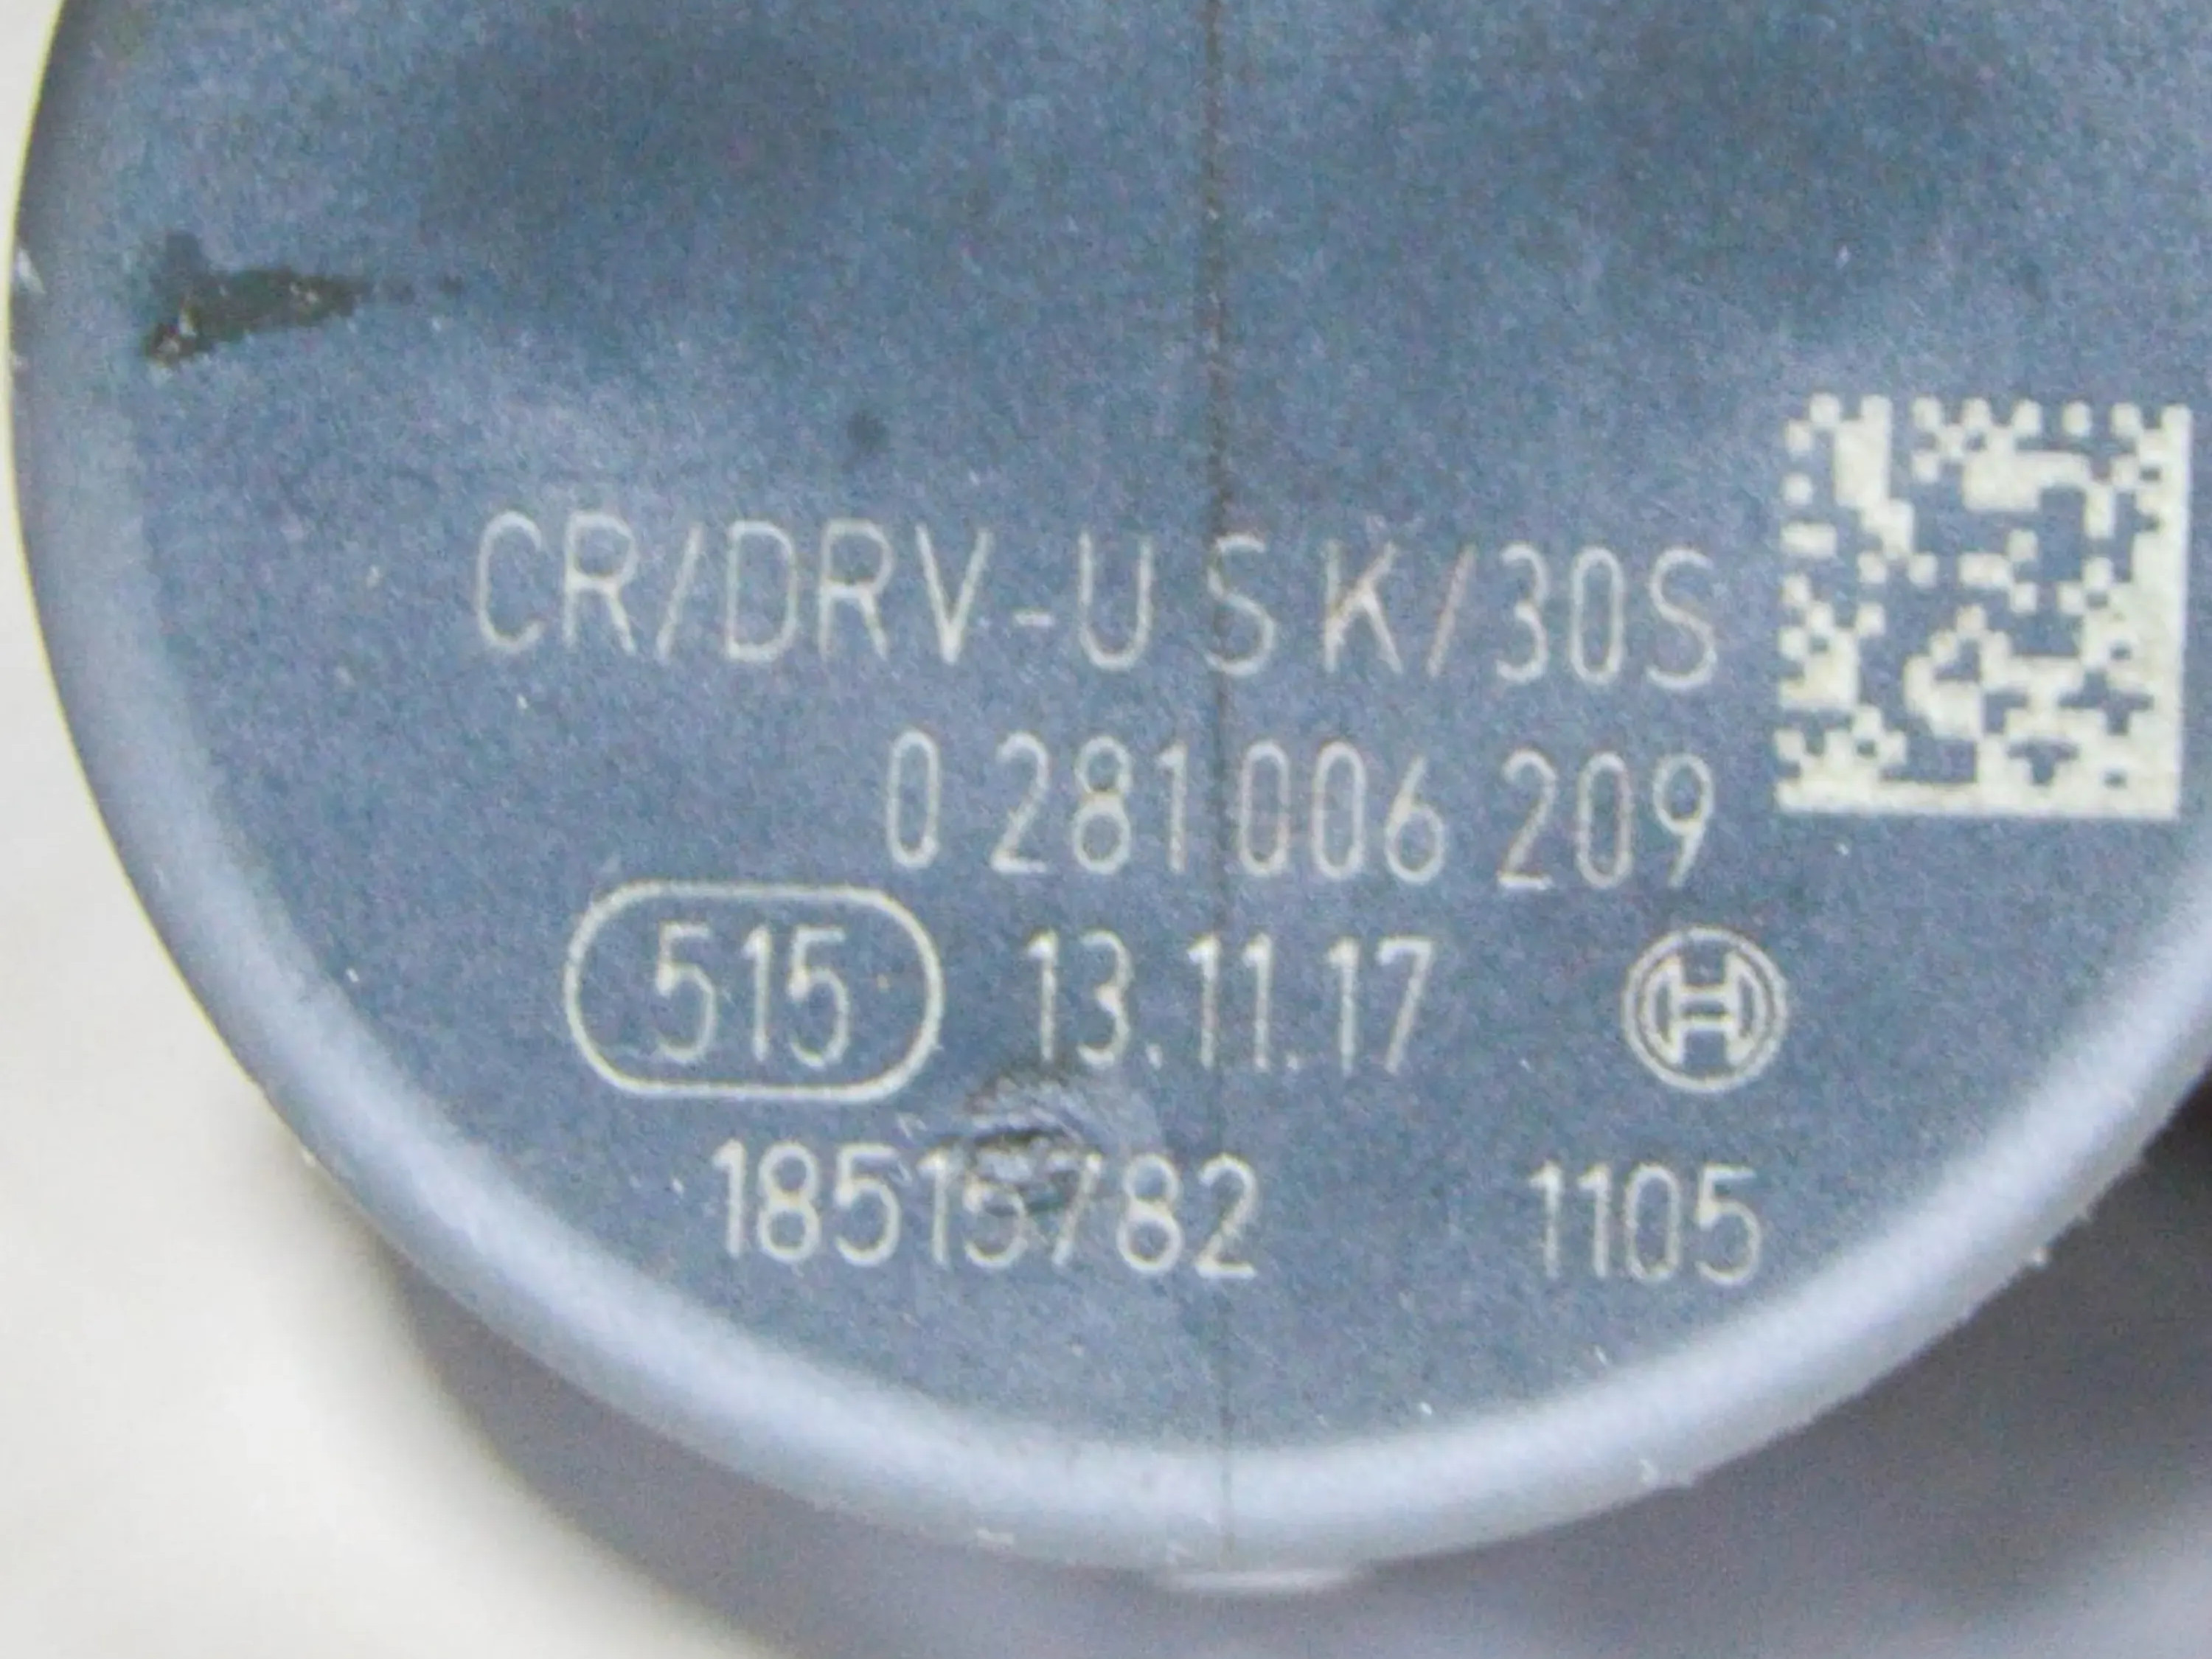 CR/DRV-USK/30S
0 281 006 209
515 13.11.17
18515782 1105